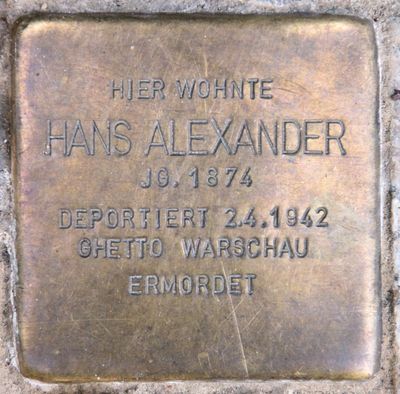 HIER WOHNTE
HANS ALEXANDER
JG. 1874
DEPORTIERT 2.4.1942
GHETTO WARSCHAU
ERMORDET